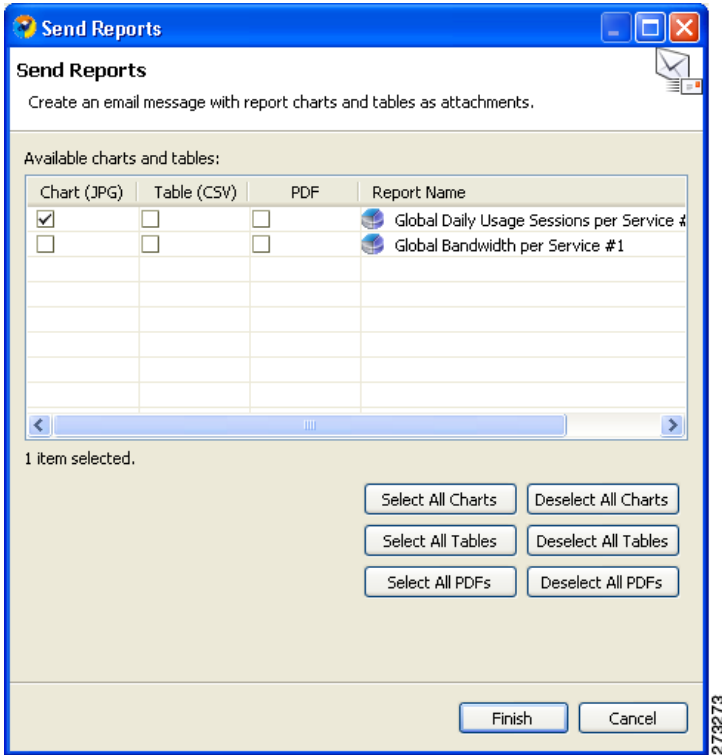 Send Reports
Send Reports
Create an email message with report charts and tables as attachments.
Available charts and tables:
Chart (JPG) Table (CSV) PDF Report Name
Global Daily Usage Sessions per Service #
Global Bandwidth per Service #1
1 item selected.
Select All Charts Deselect All Charts
Select All Tables Deselect All Tables
Select All PDFs Deselect All PDFs
Finish Cancel
273273